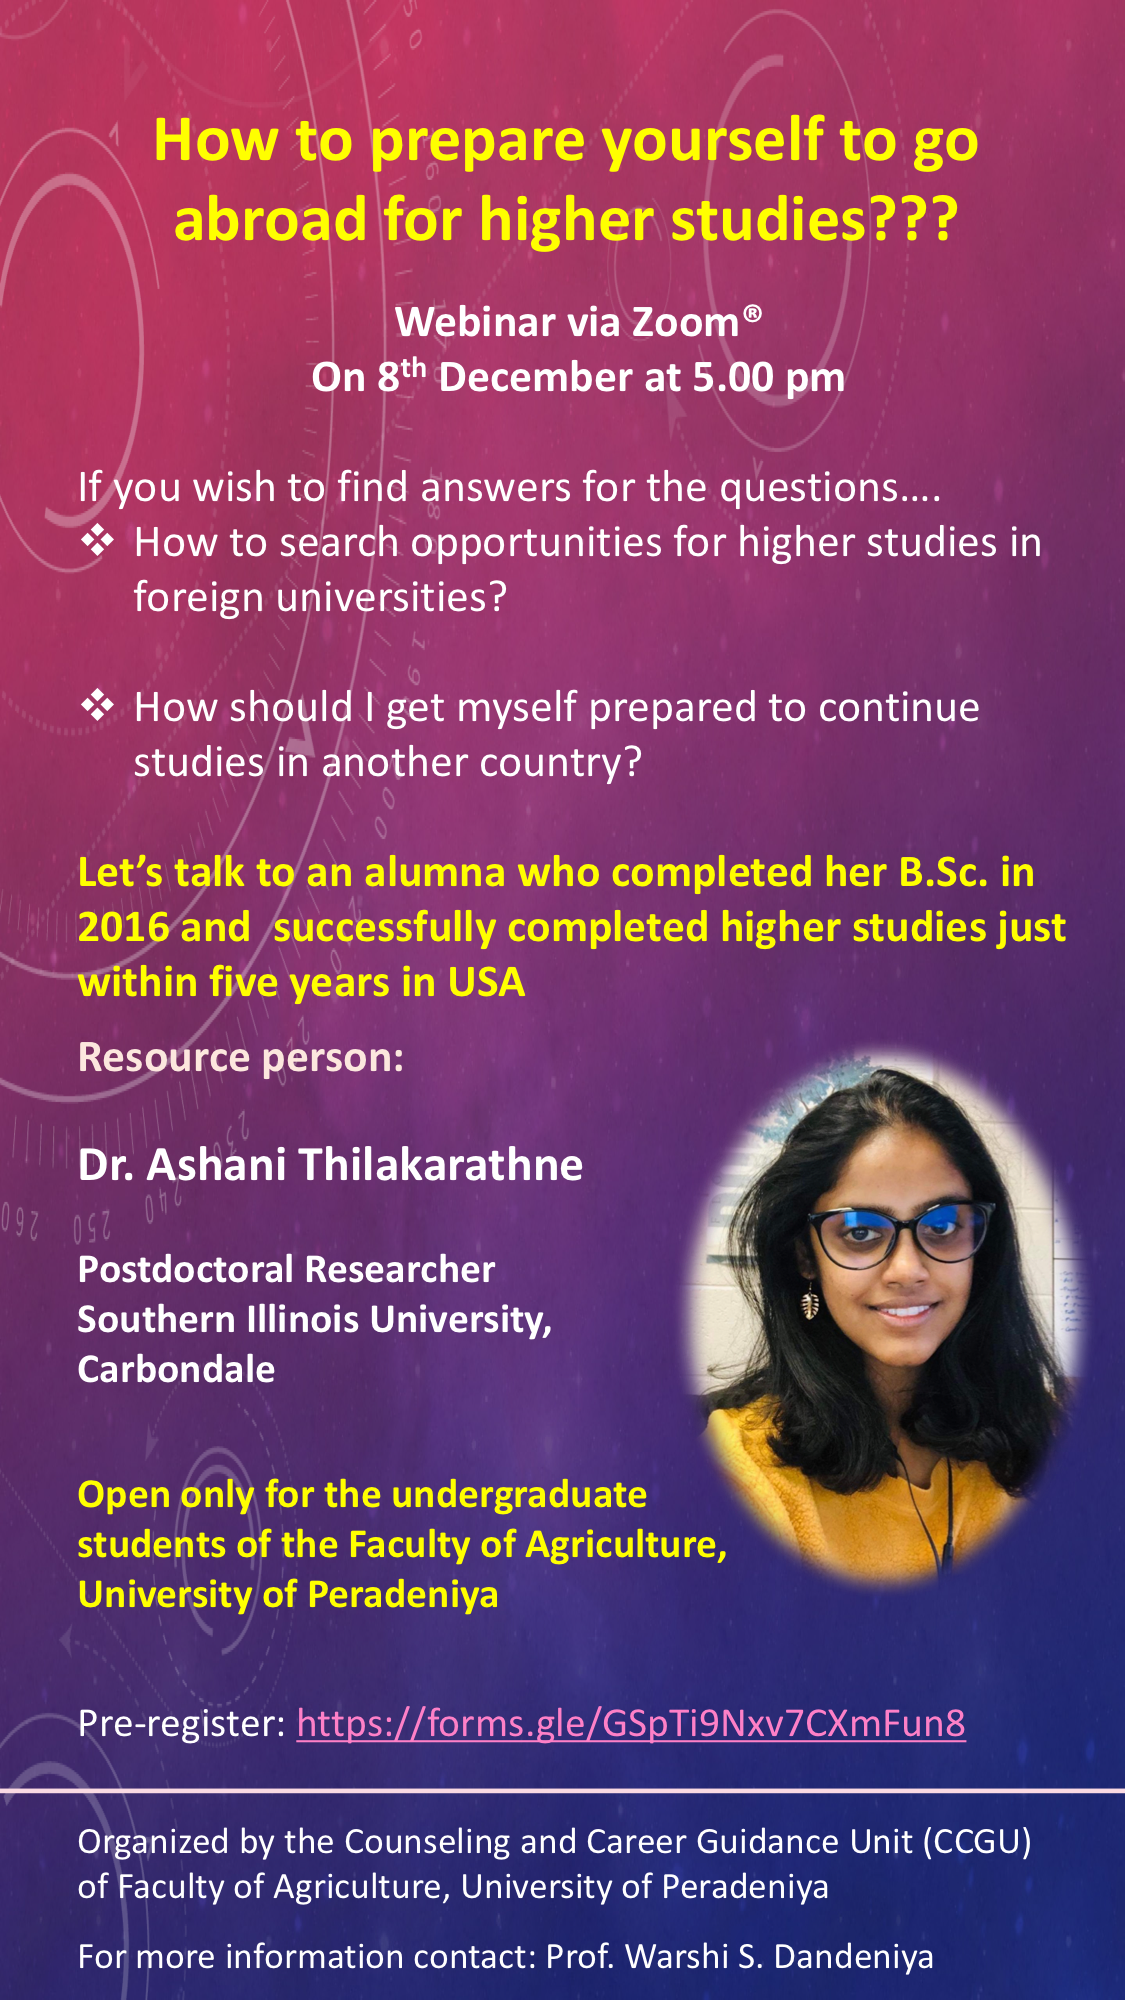 How to prepare yourself to go
abroad for higher studies???
Webinar via Zoom®
On 8th December at 5.00 pm
If you wish to find answers for the questions….
❖ How to search opportunities for higher studies in
foreign universities?
❖ How should I get myself prepared to continue
studies in another country?
Let’s talk to an alumna who completed her B.Sc. in
2016 and  successfully completed higher studies just
within five years in USA
Resource person:
Dr. Ashani Thilakarathne
Postdoctoral Researcher
Southern Illinois University,
Carbondale
Open only for the undergraduate
students of the Faculty of Agriculture,
University of Peradeniya
Pre-register: https://forms.gle/GSpTi9Nxv7CXmFun8
Organized by the Counseling and Career Guidance Unit (CCGU)
of Faculty of Agriculture, University of Peradeniya
For more information contact: Prof. Warshi S. Dandeniya